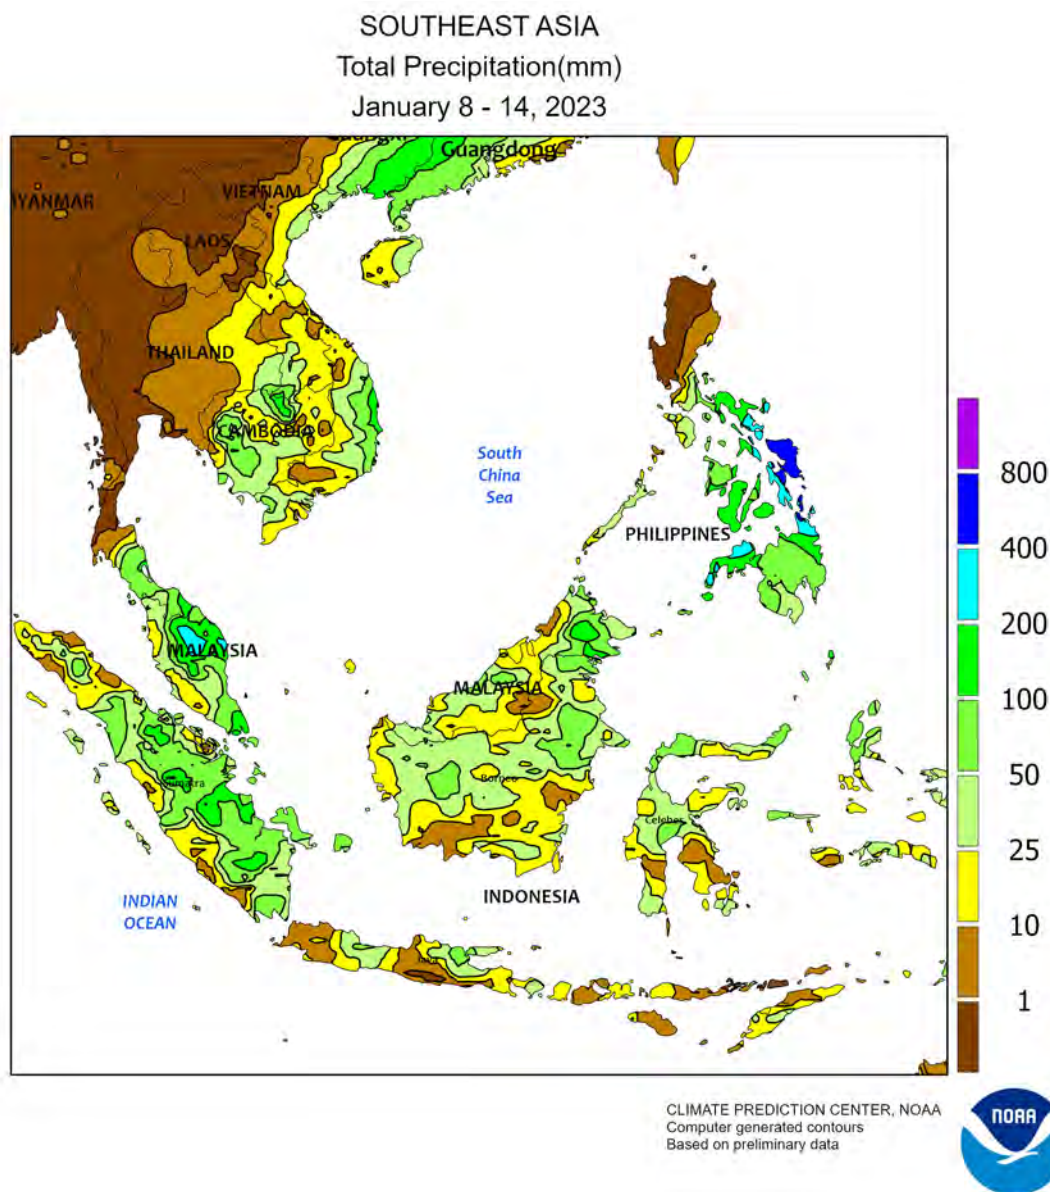 SOUTHEAST ASIA
Total Precipitation(mm)
January 8 - 14, 2023
Guangdong
VIETNAM
YANMAR
LAOS
THAILAND
CAMBODIA
South
China
Sea
PHILIPPINES
MALAYSIA
MALAYSIA
Sumatra
Borneo
Celebes
INDONESIA
INDIAN
OCEAN
800
400
200
100
50
25
10
1
CLIMATE PREDICTION CENTER, NOAA
Computer generated contours
Based on preliminary data
NOAA